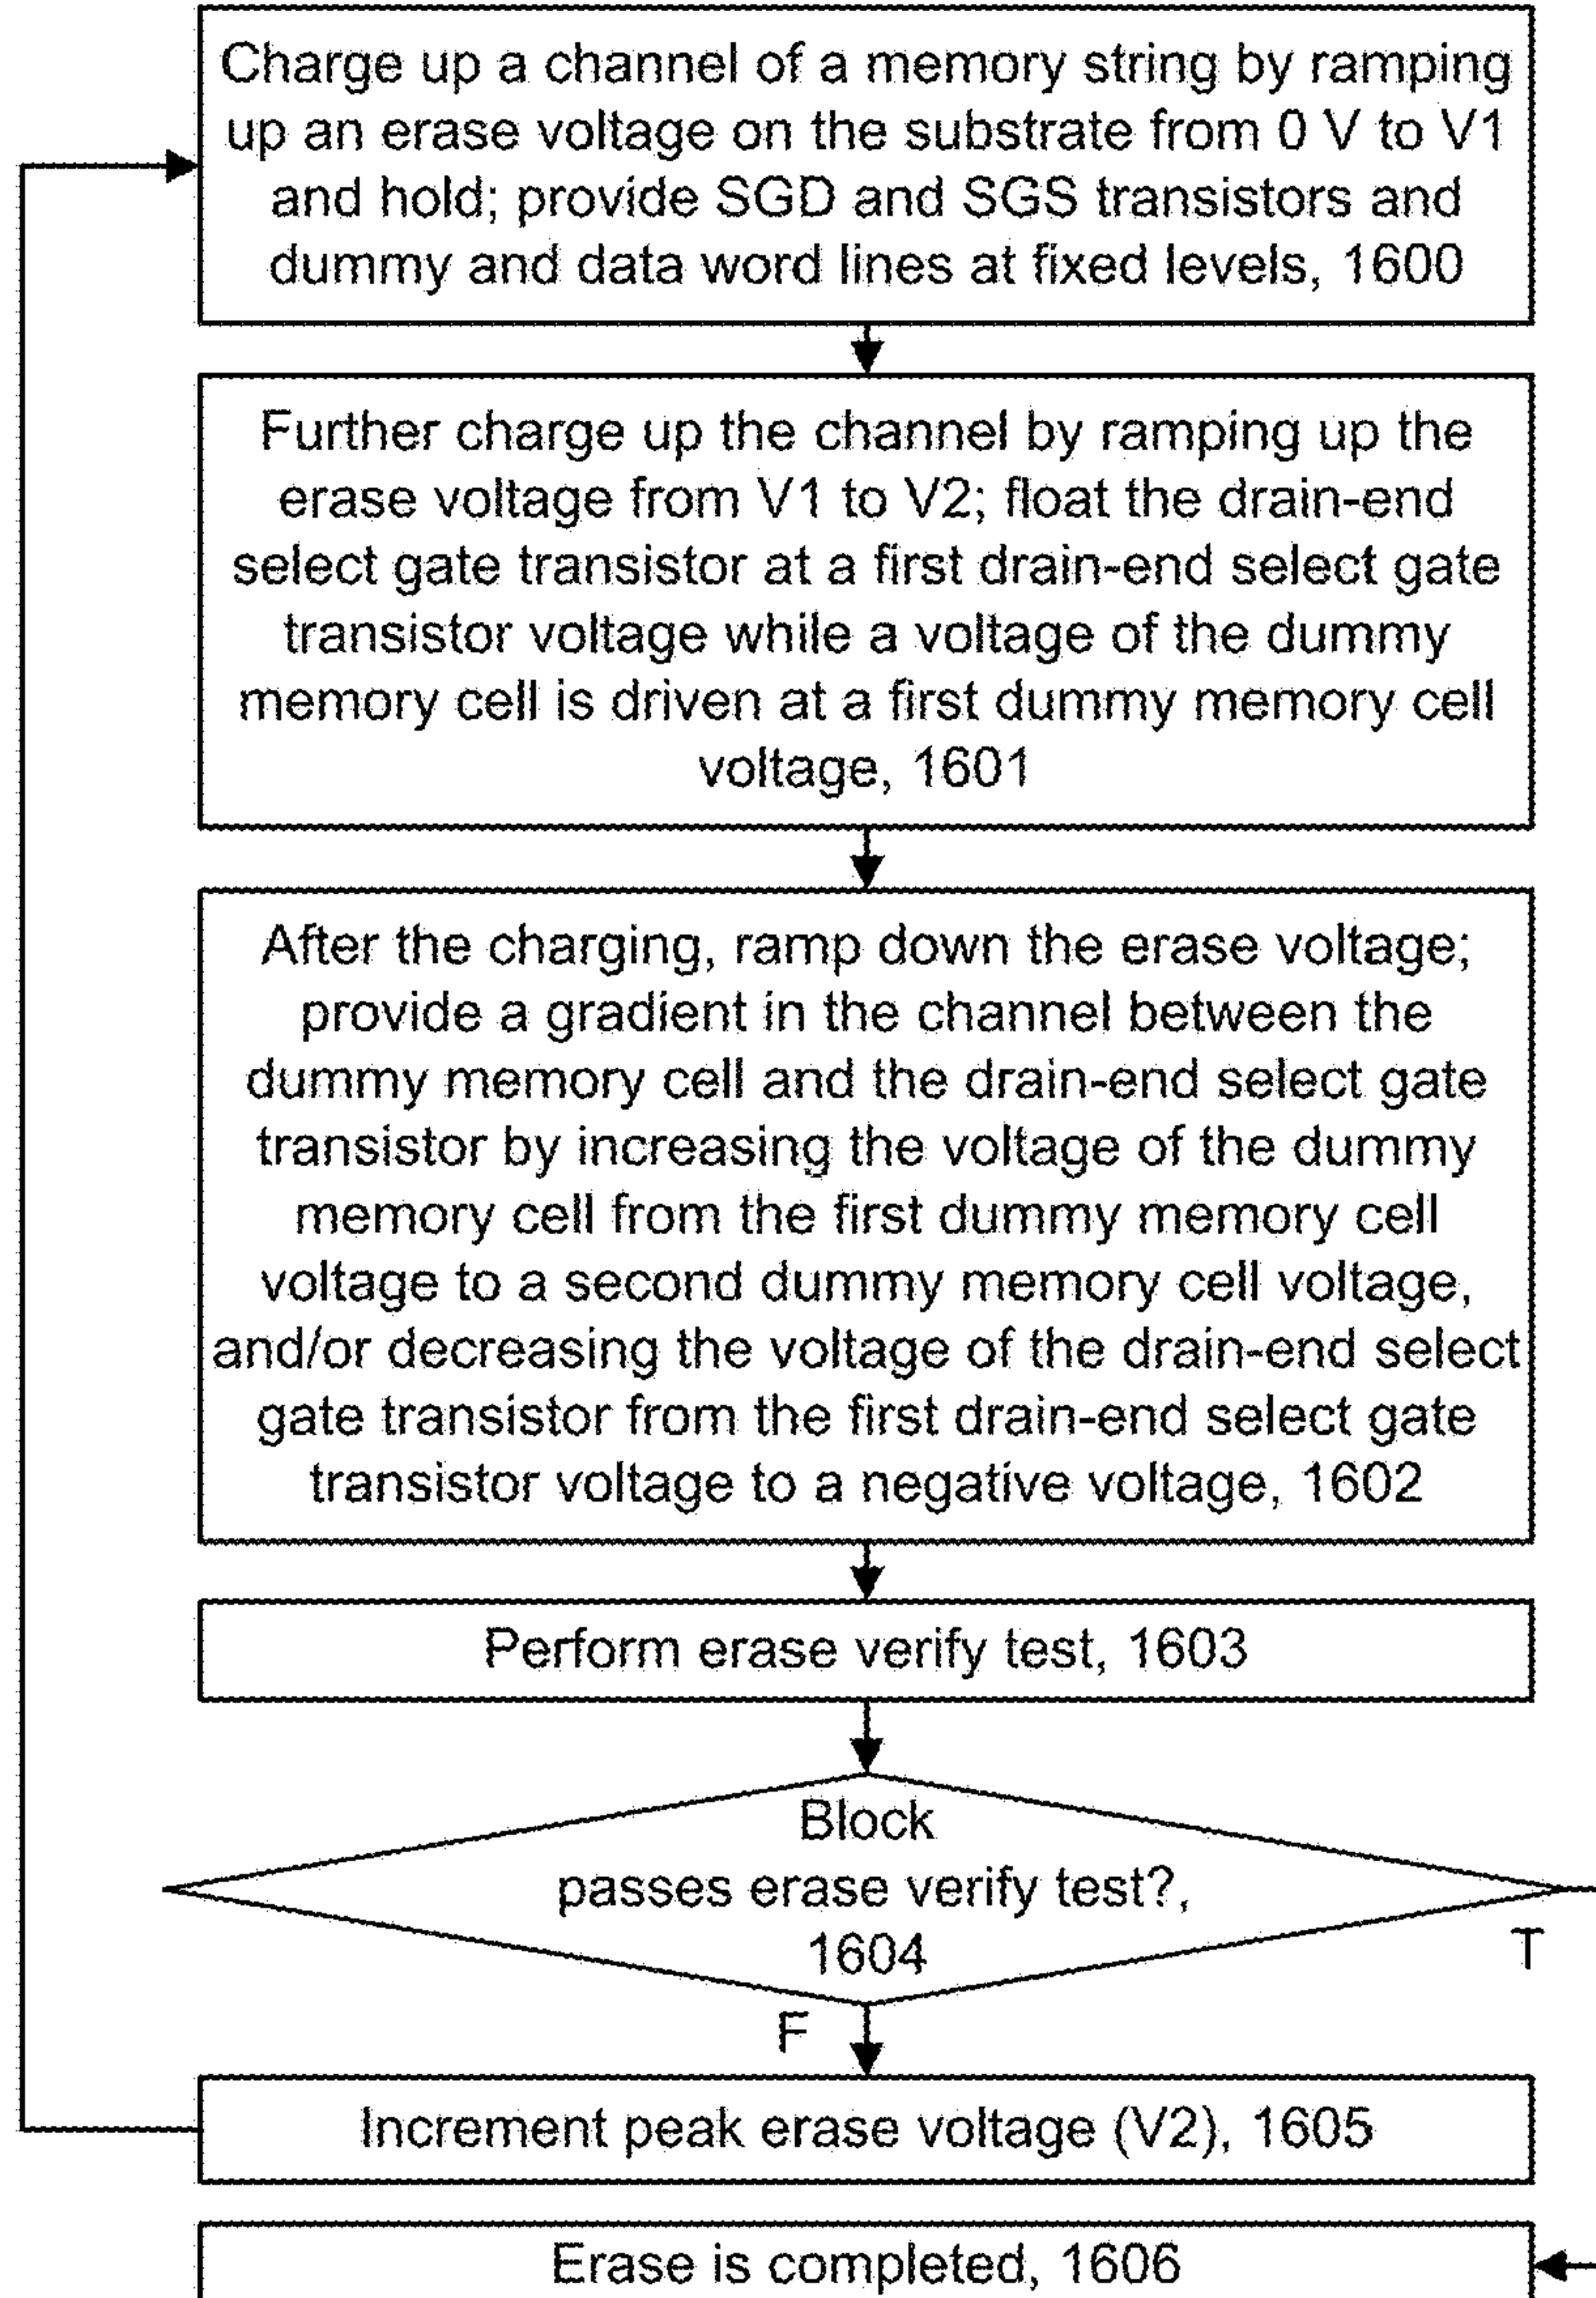 Charge up a channel of a memory string by ramping
up an erase voltage on the substrate from 0 V to V1
and hold; provide SGD and SGS transistors and
dummy and data word lines at fixed levels, 1600
Further charge up the channel by ramping up the
erase voltage from V1 to V2; float the drain-end
select gate transistor at a first drain-end select gate
transistor voltage while a voltage of the dummy
memory cell is driven at a first dummy memory cell
voltage, 1601
After the charging, ramp down the erase voltage;
provide a gradient in the channel between the
dummy memory cell and the drain-end select gate
transistor by increasing the voltage of the dummy
memory cell from the first dummy memory cell
voltage to a second dummy memory cell voltage,
and/or decreasing the voltage of the drain-end select
gate transistor from the first drain-end select gate
transistor voltage to a negative voltage, 1602
Perform erase verify test, 1603
Block
passes erase verify test?,
1604
T
F
Increment peak erase voltage (V2), 1605
Erase is completed, 1606